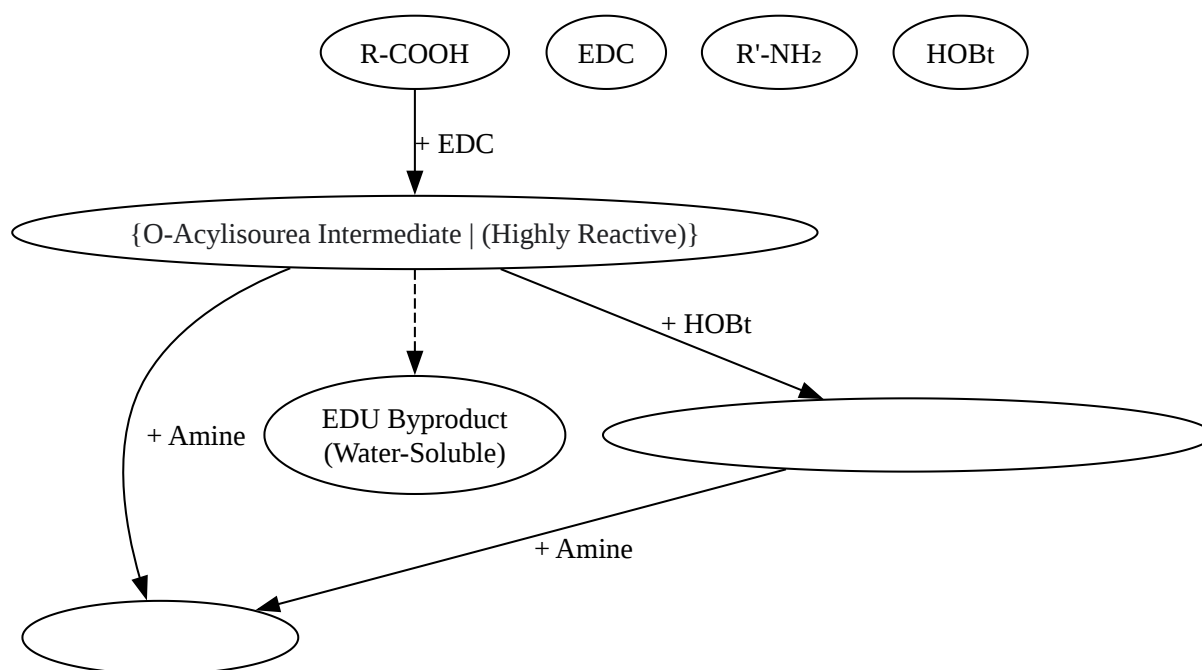 R-COOH
EDC
R'-NH₂
HOBt
+ EDC
{O-Acylisourea Intermediate | (Highly Reactive)}
+ HOBt
+ Amine
EDU Byproduct
(Water-Soluble)
+ Amine